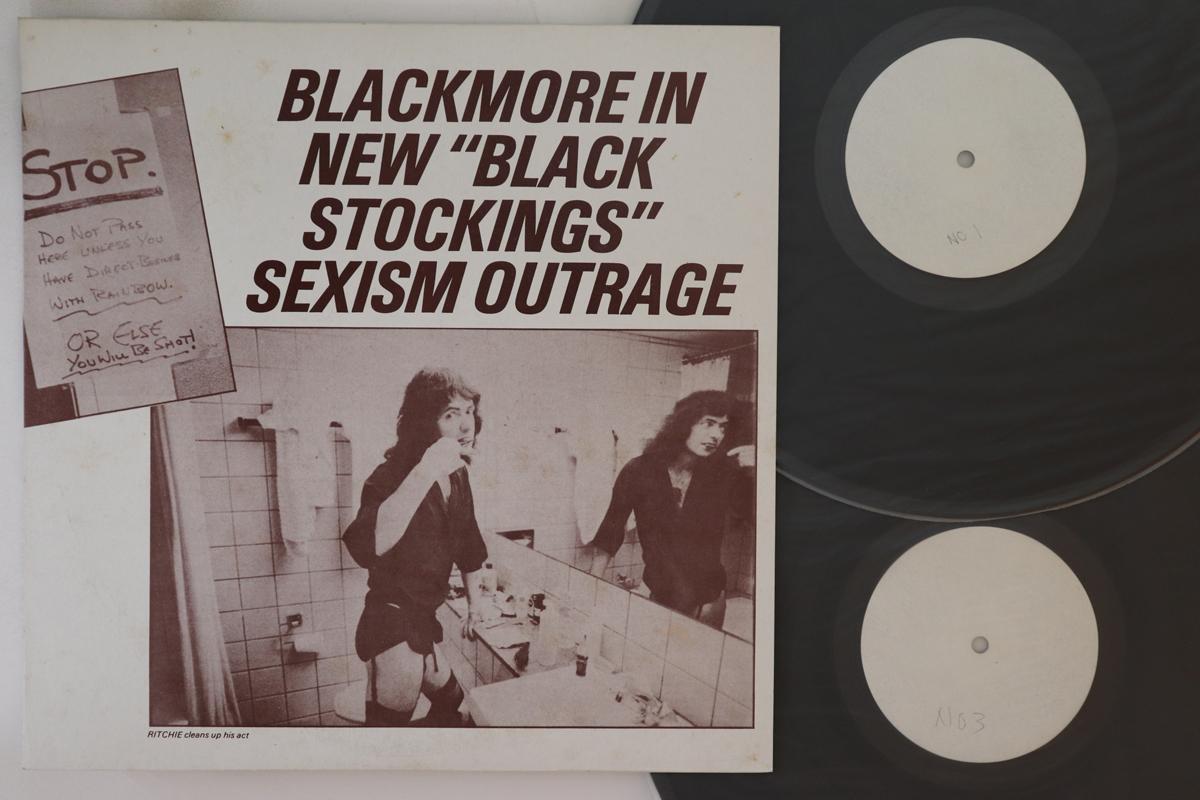 BLACKMORE IN
NEW "BLACK
STOCKINGS"
SEXISM OUTRAGE
STOP.
DO NOT PASS
HERE UNLESS YOU
HAVE DIRECT BUSINESS
WITH RAINBOW.
OR ELSE
YOU WILL BE SHOT!
RITCHIE cleans up his act
NO 1
NO 3